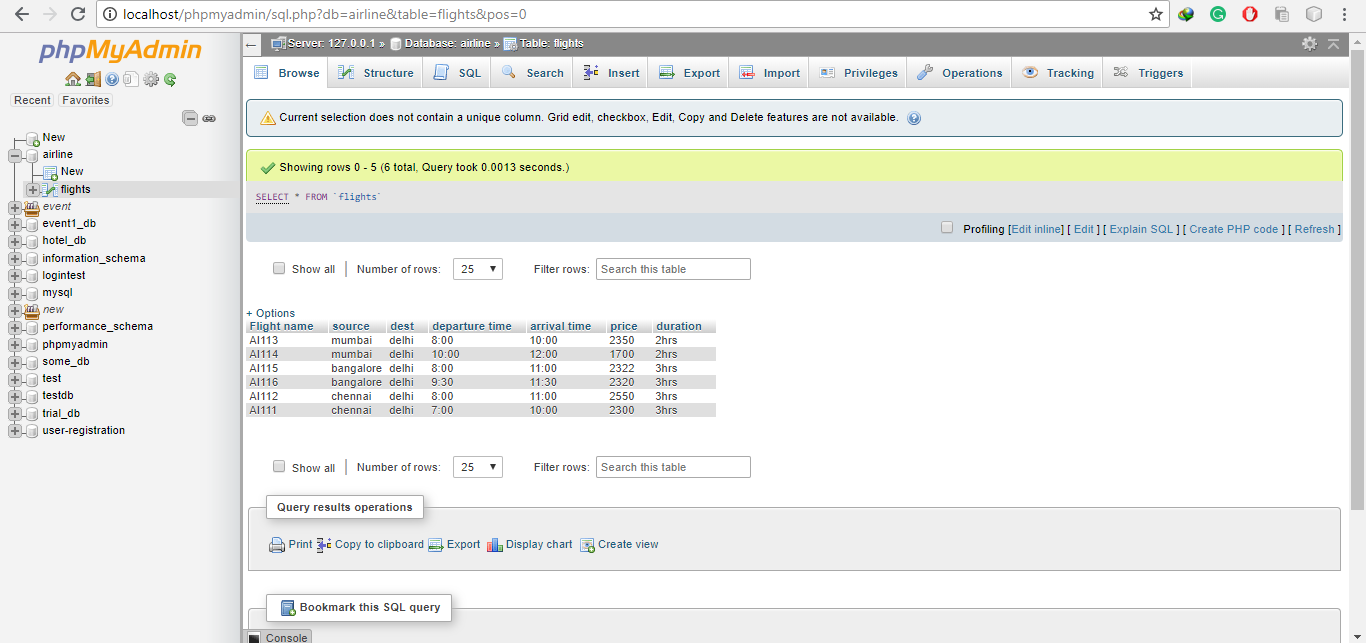 localhost/phpmyadmin/sql.php?db=airline&table=flights&pos=0
phpMyAdmin
Recent Favorites
New
airline
New
flights
event
event1_db
hotel_db
information_schema
logintest
mysql
new
performance_schema
phpmyadmin
some_db
test
testdb
trial_db
user-registration
Server: 127.0.0.1 » Database: airline » Table: flights
Browse Structure SQL Search Insert Export Import Privileges Operations Tracking Triggers
Current selection does not contain a unique column. Grid edit, checkbox, Edit, Copy and Delete features are not available.
Showing rows 0 - 5 (6 total, Query took 0.0013 seconds.)
SELECT * FROM `flights`
Profiling [Edit inline] [ Edit ] [ Explain SQL ] [ Create PHP code ] [ Refresh ]
Show all Number of rows: 25 Filter rows: Search this table
+ Options
Flight name source dest departure time arrival time price duration
AI113 mumbai delhi 8:00 10:00 2350 2hrs
AI114 mumbai delhi 10:00 12:00 1700 2hrs
AI115 bangalore delhi 8:00 11:00 2322 3hrs
AI116 bangalore delhi 9:30 11:30 2320 3hrs
AI112 chennai delhi 8:00 11:00 2550 3hrs
AI111 chennai delhi 7:00 10:00 2300 3hrs
Show all Number of rows: 25 Filter rows: Search this table
Query results operations
Print Copy to clipboard Export Display chart Create view
Bookmark this SQL query
Console